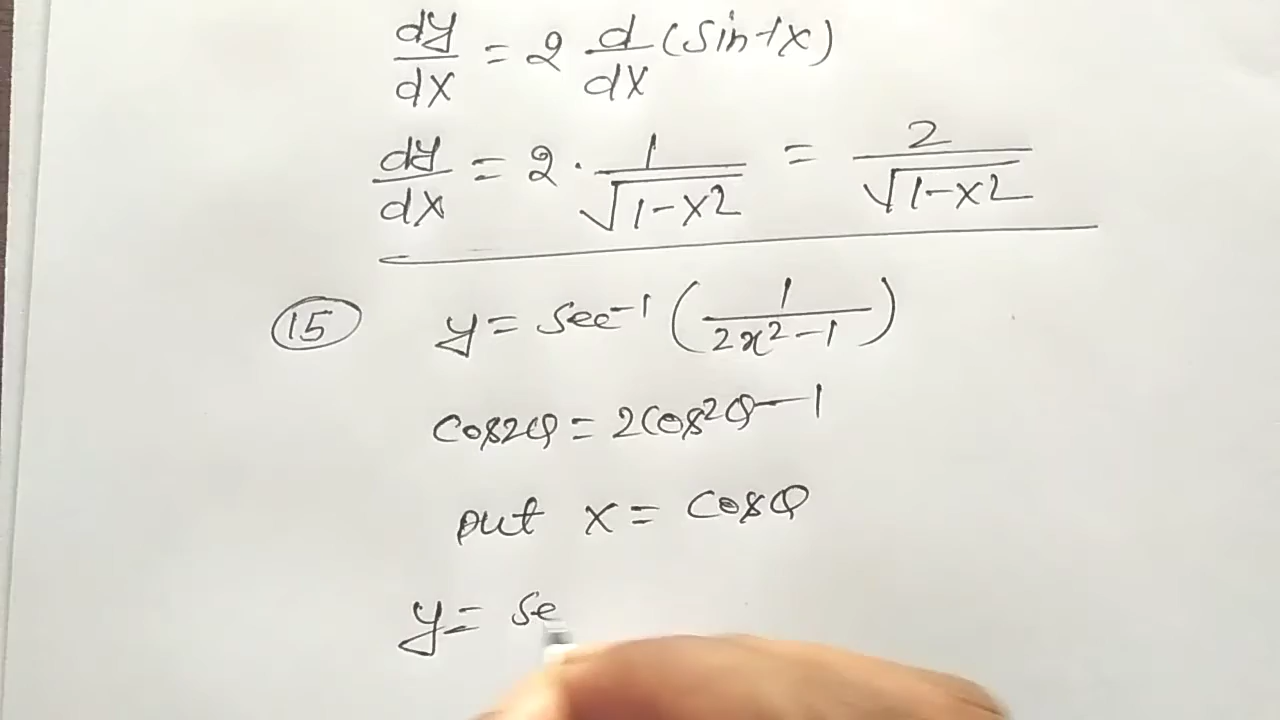 dy/dx = 2 d/dx (sin-1x)
dy/dx = 2 · 1/√1-x2 = 2/√1-x2
15 y = sec⁻¹ (1/2x²-1)
cos2θ = 2cos²θ-1
put x = cosθ
y = se